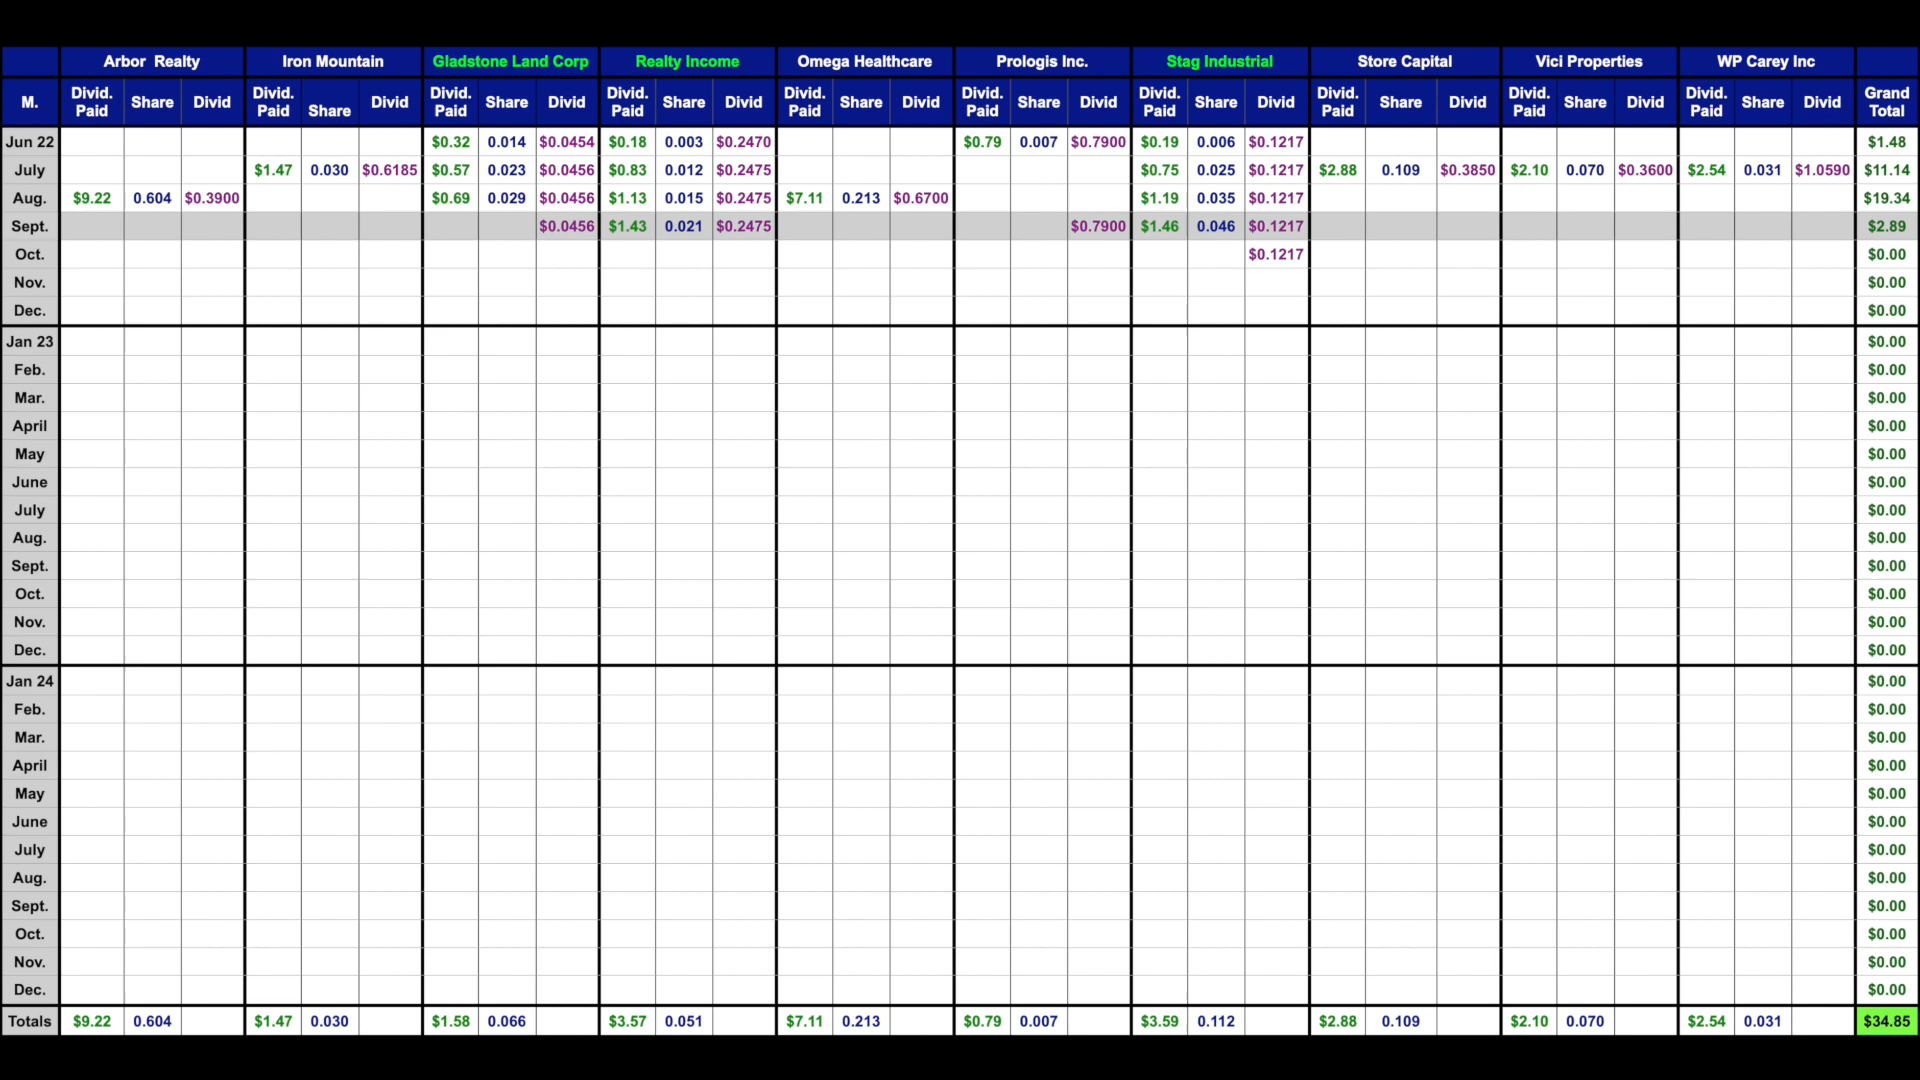 Arbor Realty Iron Mountain Gladstone Land Corp Realty Income Omega Healthcare Prologis Inc. Stag Industrial Store Capital Vici Properties WP Carey Inc
M. Divid. Paid Share Divid Divid. Paid Share Divid Divid. Paid Share Divid Divid. Paid Share Divid Divid. Paid Share Divid Divid. Paid Share Divid Divid. Paid Share Divid Divid. Paid Share Divid Divid. Paid Share Divid Divid. Paid Share Divid Grand Total
Jun 22 $0.32 0.014 $0.0454 $0.18 0.003 $0.2470 $0.79 0.007 $0.7900 $0.19 0.006 $0.1217 $1.48
July $1.47 0.030 $0.6185 $0.57 0.023 $0.0456 $0.83 0.012 $0.2475 $0.75 0.025 $0.1217 $2.88 0.109 $0.3850 $2.10 0.070 $0.3600 $2.54 0.031 $1.0590 $11.14
Aug. $9.22 0.604 $0.3900 $0.69 0.029 $0.0456 $1.13 0.015 $0.2475 $7.11 0.213 $0.6700 $1.19 0.035 $0.1217 $19.34
Sept. $0.0456 $1.43 0.021 $0.2475 $0.7900 $1.46 0.046 $0.1217 $2.89
Oct. $0.1217 $0.00
Nov. $0.00
Dec. $0.00
Jan 23 $0.00
Feb. $0.00
Mar. $0.00
April $0.00
May $0.00
June $0.00
July $0.00
Aug. $0.00
Sept. $0.00
Oct. $0.00
Nov. $0.00
Dec. $0.00
Jan 24 $0.00
Feb. $0.00
Mar. $0.00
April $0.00
May $0.00
June $0.00
July $0.00
Aug. $0.00
Sept. $0.00
Oct. $0.00
Nov. $0.00
Dec. $0.00
Totals $9.22 0.604 $1.47 0.030 $1.58 0.066 $3.57 0.051 $7.11 0.213 $0.79 0.007 $3.59 0.112 $2.88 0.109 $2.10 0.070 $2.54 0.031 $34.85